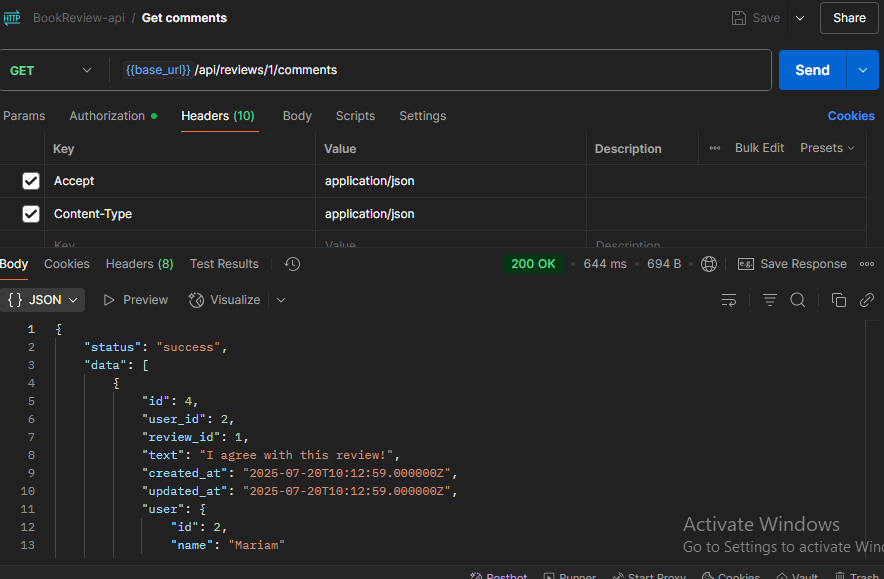 HTTP BookReview-api / Get comments Save Share
GET {{base_url}} /api/reviews/1/comments Send
Params Authorization Headers (10) Body Scripts Settings Cookies
Key Value Description Bulk Edit Presets
Accept application/json
Content-Type application/json
Key Value Description
Body Cookies Headers (8) Test Results 200 OK 644 ms 694 B e.g. Save Response
{} JSON Preview Visualize
1 {
2 "status": "success",
3 "data": [
4 {
5 "id": 4,
6 "user_id": 2,
7 "review_id": 1,
8 "text": "I agree with this review!",
9 "created_at": "2025-07-20T10:12:59.000000Z",
10 "updated_at": "2025-07-20T10:12:59.000000Z",
11 "user": {
12 "id": 2,
13 "name": "Mariam"
Activate Windows
Go to Settings to activate Win
Postbot Runner Start Proxy Cookies Vault Trash